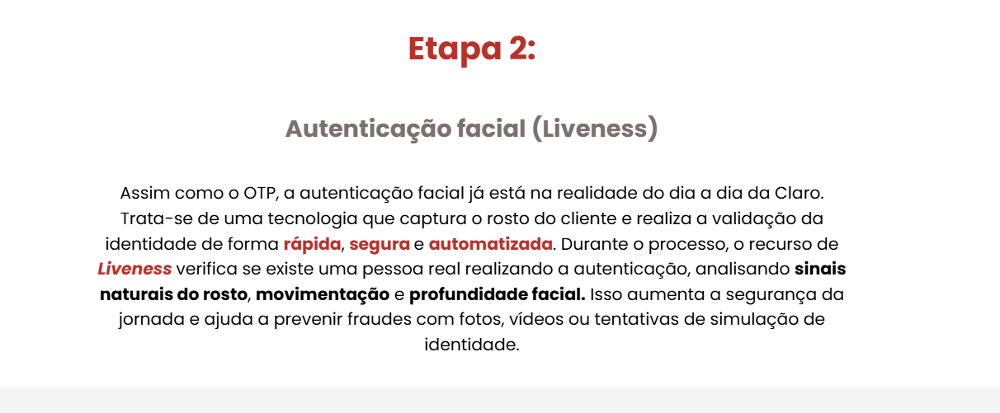 Etapa 2:
Autenticação facial (Liveness)
Assim como o OTP, a autenticação facial já está na realidade do dia a dia da Claro.
Trata-se de uma tecnologia que captura o rosto do cliente e realiza a validação da
identidade de forma rápida, segura e automatizada. Durante o processo, o recurso de
Liveness verifica se existe uma pessoa real realizando a autenticação, analisando sinais
naturais do rosto, movimentação e profundidade facial. Isso aumenta a segurança da
jornada e ajuda a prevenir fraudes com fotos, vídeos ou tentativas de simulação de
identidade.